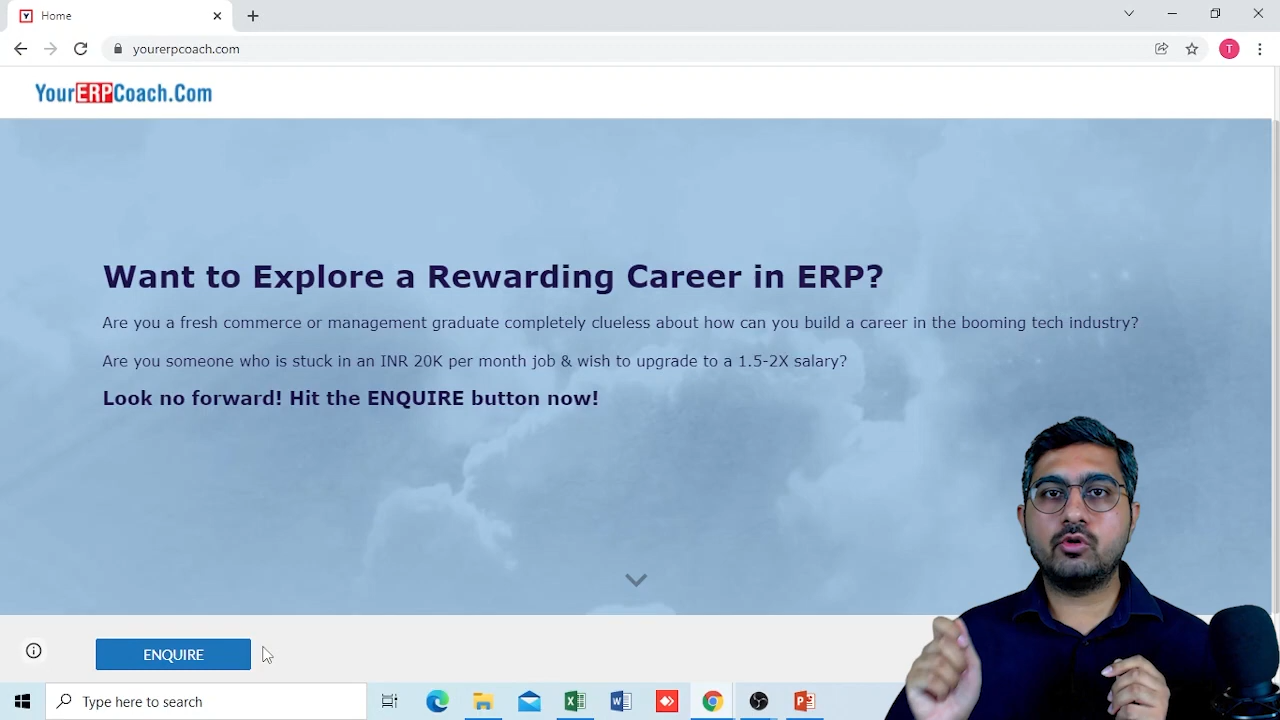 Home
yourerpcoach.com
T
YourERPCoach.Com
Want to Explore a Rewarding Career in ERP?
Are you a fresh commerce or management graduate completely clueless about how can you build a career in the booming tech industry?
Are you someone who is stuck in an INR 20K per month job & wish to upgrade to a 1.5-2X salary?
Look no forward! Hit the ENQUIRE button now!
ENQUIRE
Type here to search